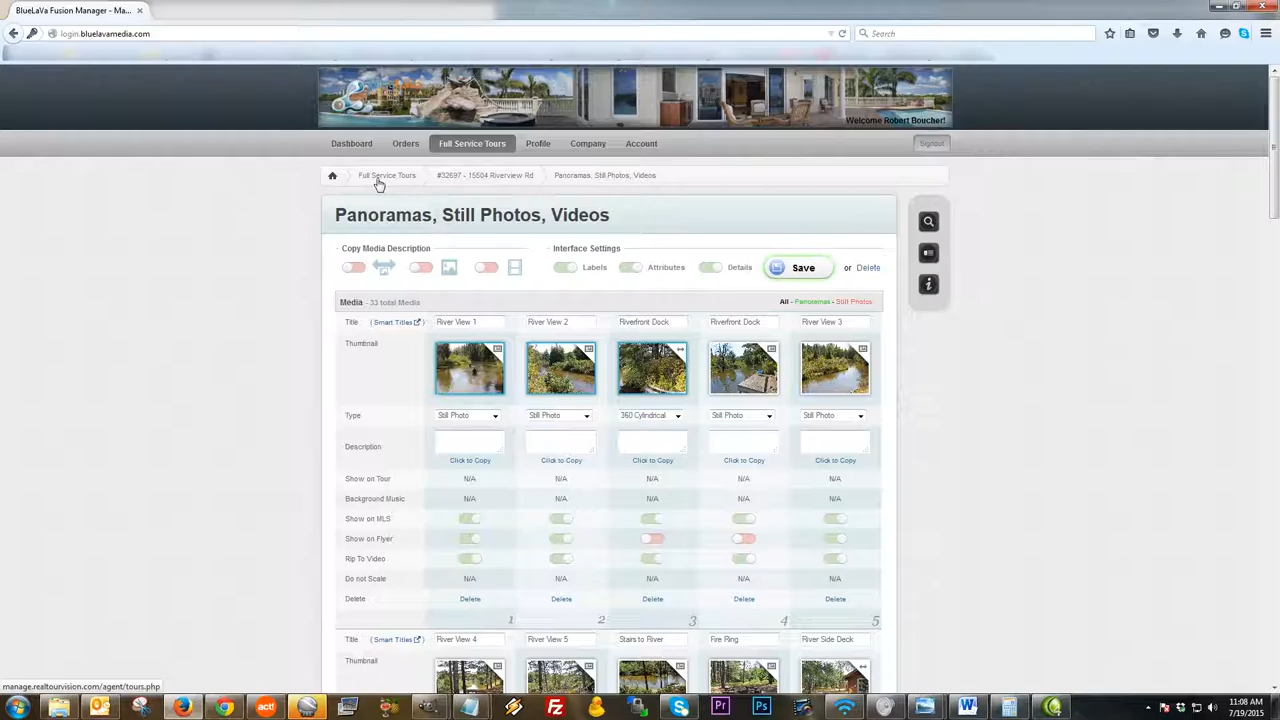 BlueLaVa Fusion Manager - Ma...
login.bluelavamedia.com
Search
Welcome Robert Boucher!
Dashboard Orders Full Service Tours Profile Company Account Signout
Full Service Tours #32697 - 15504 Riverview Rd Panoramas, Still Photos, Videos
Panoramas, Still Photos, Videos
Copy Media Description Interface Settings
Labels Attributes Details Save or Delete
Media - 33 total Media All - Panoramas - Still Photos
Title (Smart Titles) River View 1 River View 2 Riverfront Dock Riverfront Dock River View 3
Thumbnail
Type Still Photo Still Photo 360 Cylindrical Still Photo Still Photo
Description
Click to Copy Click to Copy Click to Copy Click to Copy Click to Copy
Show on Tour N/A N/A N/A N/A N/A
Background Music N/A N/A N/A N/A N/A
Show on MLS
Show on Flyer
Rip To Video
Do not Scale N/A N/A N/A N/A N/A
Delete Delete Delete Delete Delete Delete
1 2 3 4 5
Title (Smart Titles) River View 4 River View 5 Stairs to River Fire Ring River Side Deck
Thumbnail
manage.realtourvision.com/agent/tours.php
act!
Pr
Ps
11:08 AM
7/19/2015